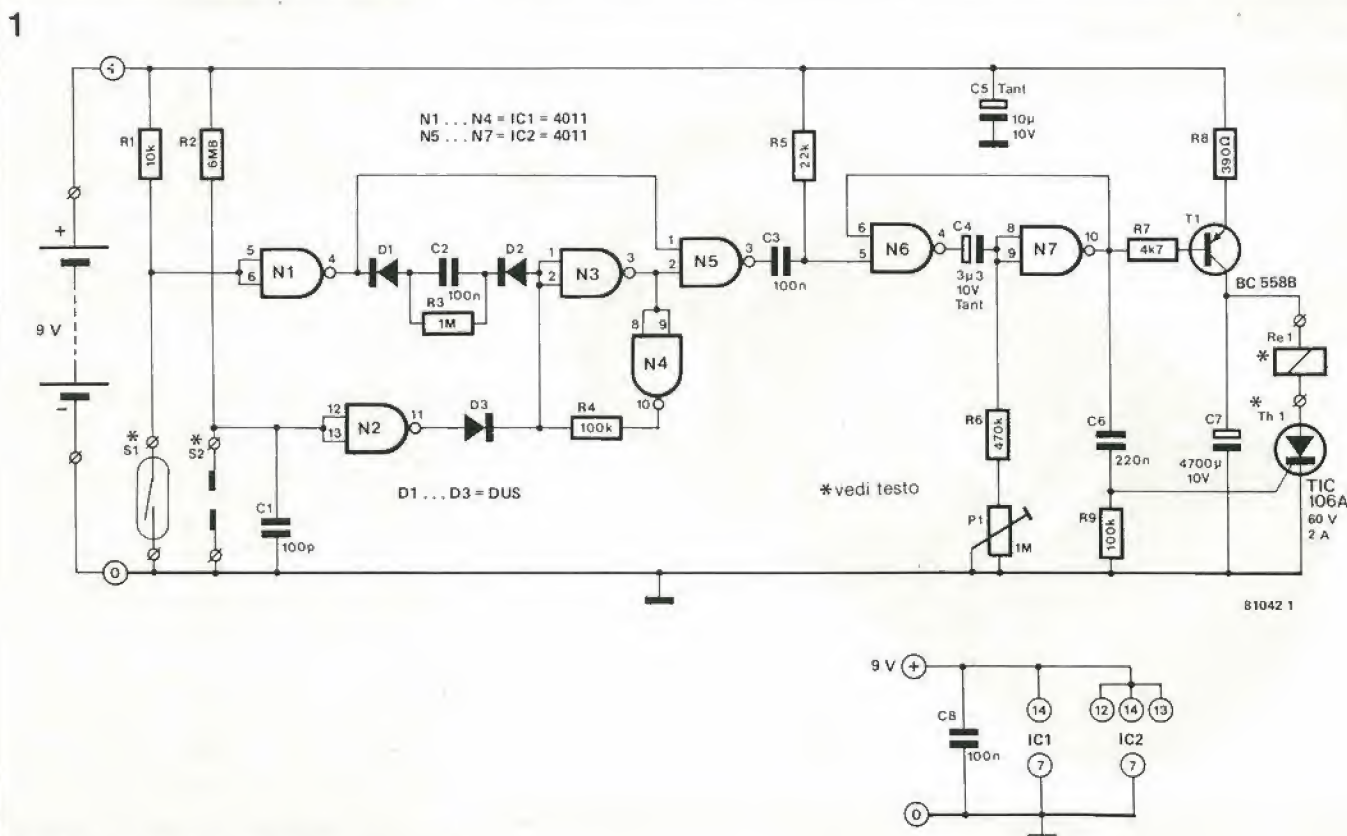 1
+
C5 Tant
10µ
10V
N1 ... N4 = IC1 = 4011
N5 ... N7 = IC2 = 4011
R1
10k
R2
6M8
R5
22k
R8
390Ω
+
9 V
-
5
6
N1
4
D1
C2
100n
D2
R3
1M
1
2
N3
3
1
2
N5
3
C3
100n
6
5
N6
4
C4
3µ3
10V
Tant
8
9
N7
10
R7
4k7
T1
BC 558B
Re 1
*
8
9
N4
10
12
13
N2
11
D3
R4
100k
* Th 1
TIC
106A
60 V
2 A
*
S1
*
S2
C1
100p
D1 ... D3 = DUS
*vedi testo
R6
470k
P1
1M
C6
220n
R9
100k
C7
4700µ
10V
0
81042 1
9 V +
C8
100n
14
IC1
7
12
14
13
IC2
7
0